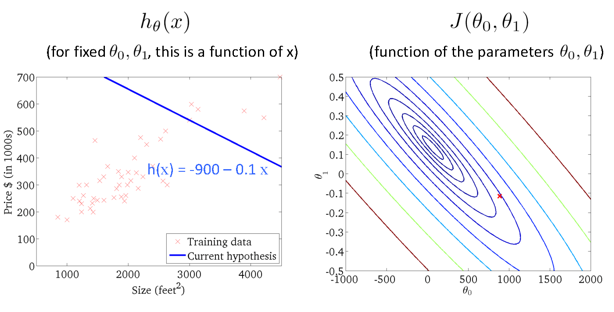 hθ(x)
(for fixed θ₀, θ₁, this is a function of x)
700
600
500
400
300
200
100
0
Price $ (in 1000s)
h(x) = -900 – 0.1 x
Training data
Current hypothesis
1000
2000
3000
4000
Size (feet²)
J(θ₀, θ₁)
(function of the parameters θ₀, θ₁)
0.5
0.4
0.3
0.2
0.1
0
-0.1
-0.2
-0.3
-0.4
-0.5
θ₁
-1000
-500
0
500
1000
1500
2000
θ₀